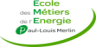 Ecole
des Métiers
de l'Energie
Paul-Louis Merlin